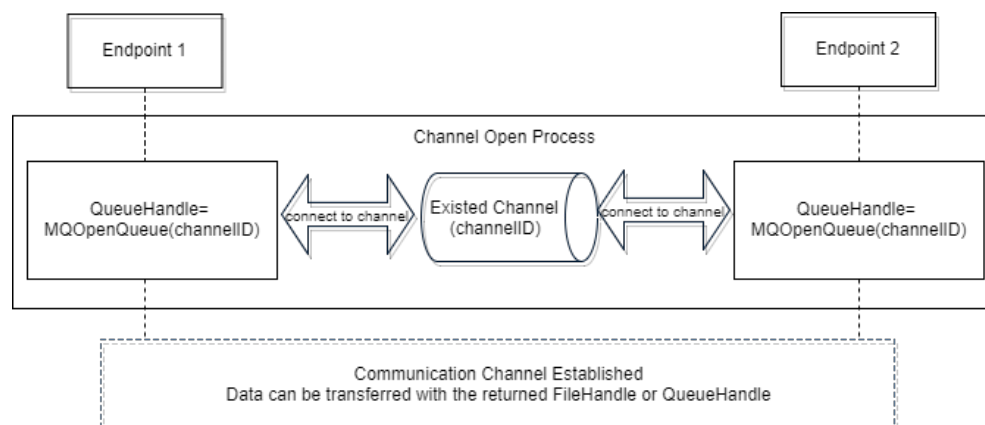 Endpoint 1
Endpoint 2
Channel Open Process
QueueHandle=
MQOpenQueue(channelID)
connect to channel
Existed Channel
(channelID)
connect to channel
QueueHandle=
MQOpenQueue(channelID)
Communication Channel Established
Data can be transferred with the returned FileHandle or QueueHandle